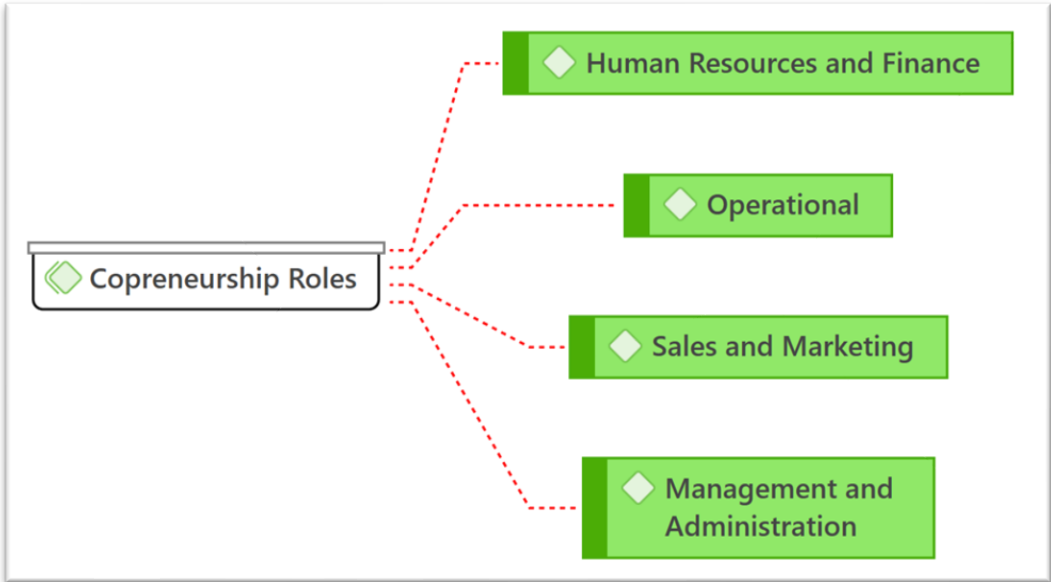 Human Resources and Finance
Operational
Copreneurship Roles
Sales and Marketing
Management and
Administration